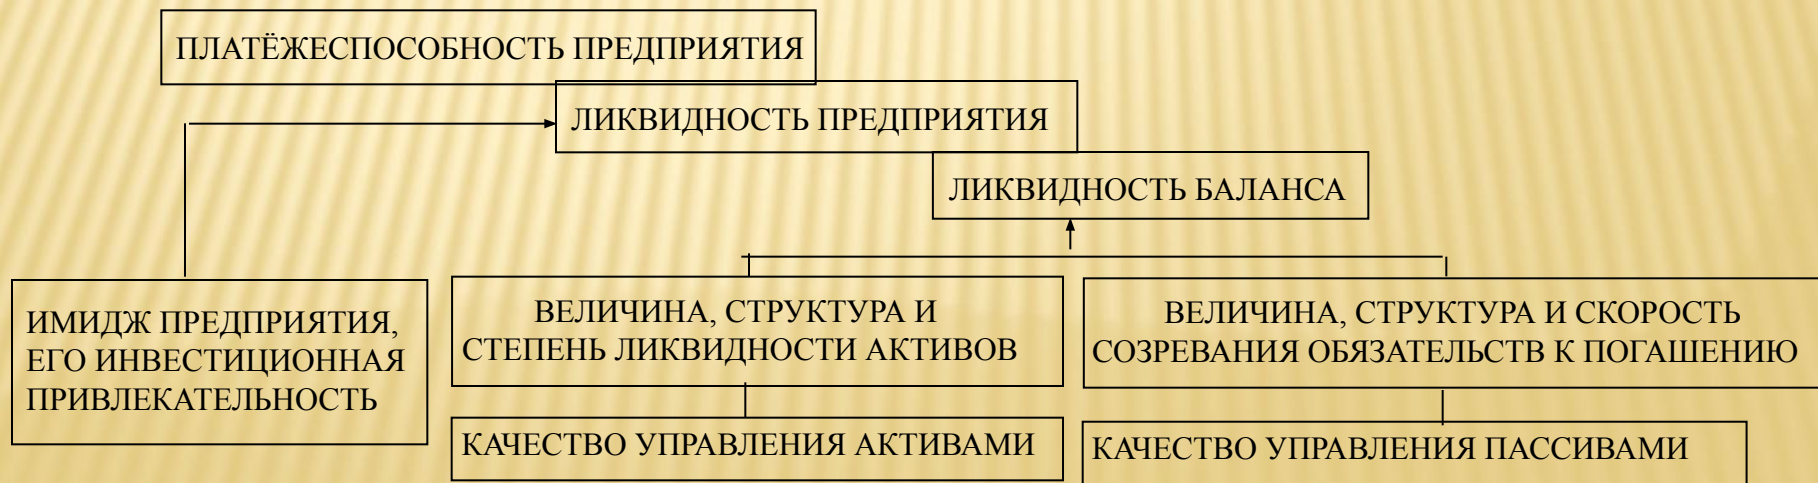 ПЛАТЁЖЕСПОСОБНОСТЬ ПРЕДПРИЯТИЯ
ЛИКВИДНОСТЬ ПРЕДПРИЯТИЯ
ЛИКВИДНОСТЬ БАЛАНСА
ИМИДЖ ПРЕДПРИЯТИЯ,
ЕГО ИНВЕСТИЦИОННАЯ
ПРИВЛЕКАТЕЛЬНОСТЬ
ВЕЛИЧИНА, СТРУКТУРА И
СТЕПЕНЬ ЛИКВИДНОСТИ АКТИВОВ
ВЕЛИЧИНА, СТРУКТУРА И СКОРОСТЬ
СОЗРЕВАНИЯ ОБЯЗАТЕЛЬСТВ К ПОГАШЕНИЮ
КАЧЕСТВО УПРАВЛЕНИЯ АКТИВАМИ
КАЧЕСТВО УПРАВЛЕНИЯ ПАССИВАМИ